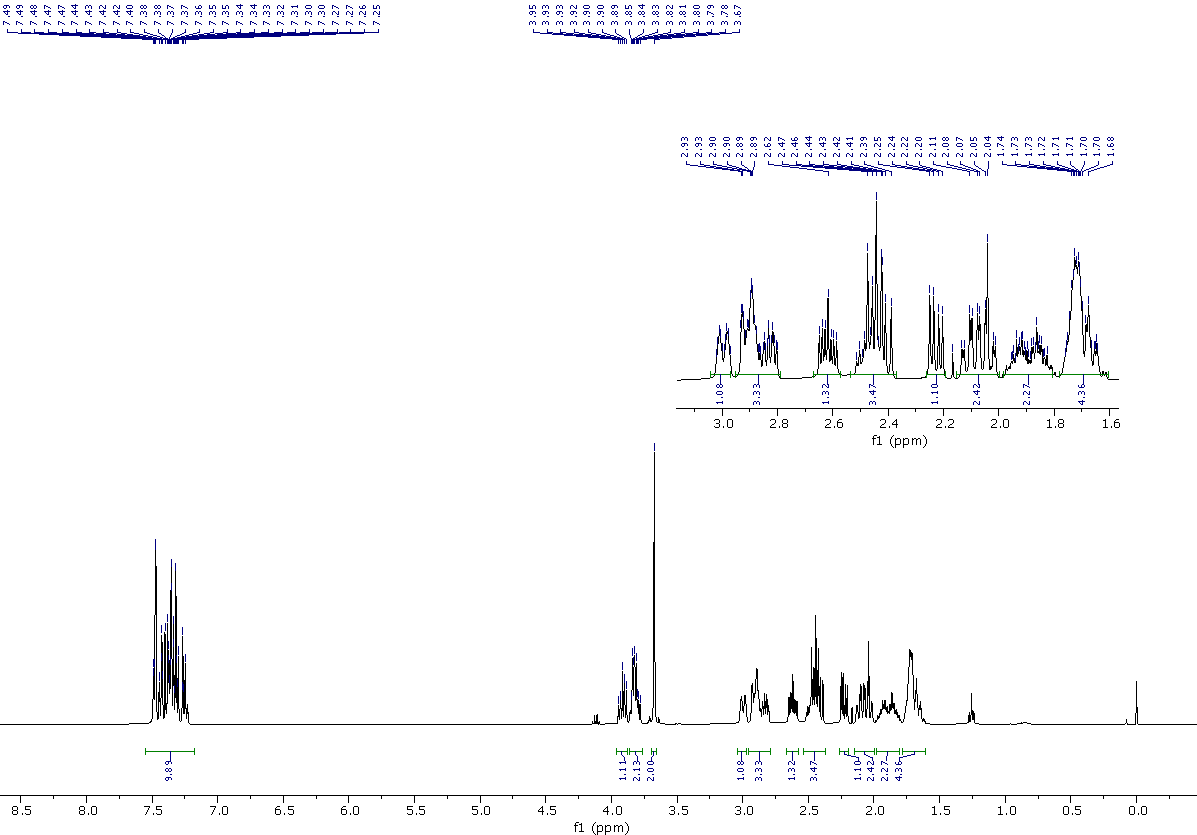 7.49 7.49 7.48 7.47 7.47 7.44 7.43 7.42 7.42 7.40 7.38 7.38 7.37 7.37 7.36 7.35 7.35 7.34 7.34 7.33 7.32 7.31 7.30 7.30 7.27 7.27 7.26 7.25
3.95 3.93 3.93 3.92 3.90 3.90 3.89 3.85 3.84 3.83 3.82 3.81 3.80 3.79 3.78 3.67
2.93 2.93 2.90 2.90 2.89 2.89 2.62 2.47 2.46 2.44 2.43 2.42 2.41 2.39 2.25 2.24 2.22 2.20 2.11 2.08 2.07 2.05 2.04 1.74 1.73 1.73 1.72 1.71 1.71 1.70 1.70 1.68
1.08 3.33 1.32 3.47 1.10 2.42 2.27 4.36
3.0 2.8 2.6 2.4 2.2 2.0 1.8 1.6
f1 (ppm)
9.89 1.11 2.13 2.00 1.08 3.33 1.32 3.47 1.10 2.42 2.27 4.36
8.5 8.0 7.5 7.0 6.5 6.0 5.5 5.0 4.5 4.0 3.5 3.0 2.5 2.0 1.5 1.0 0.5 0.0
f1 (ppm)